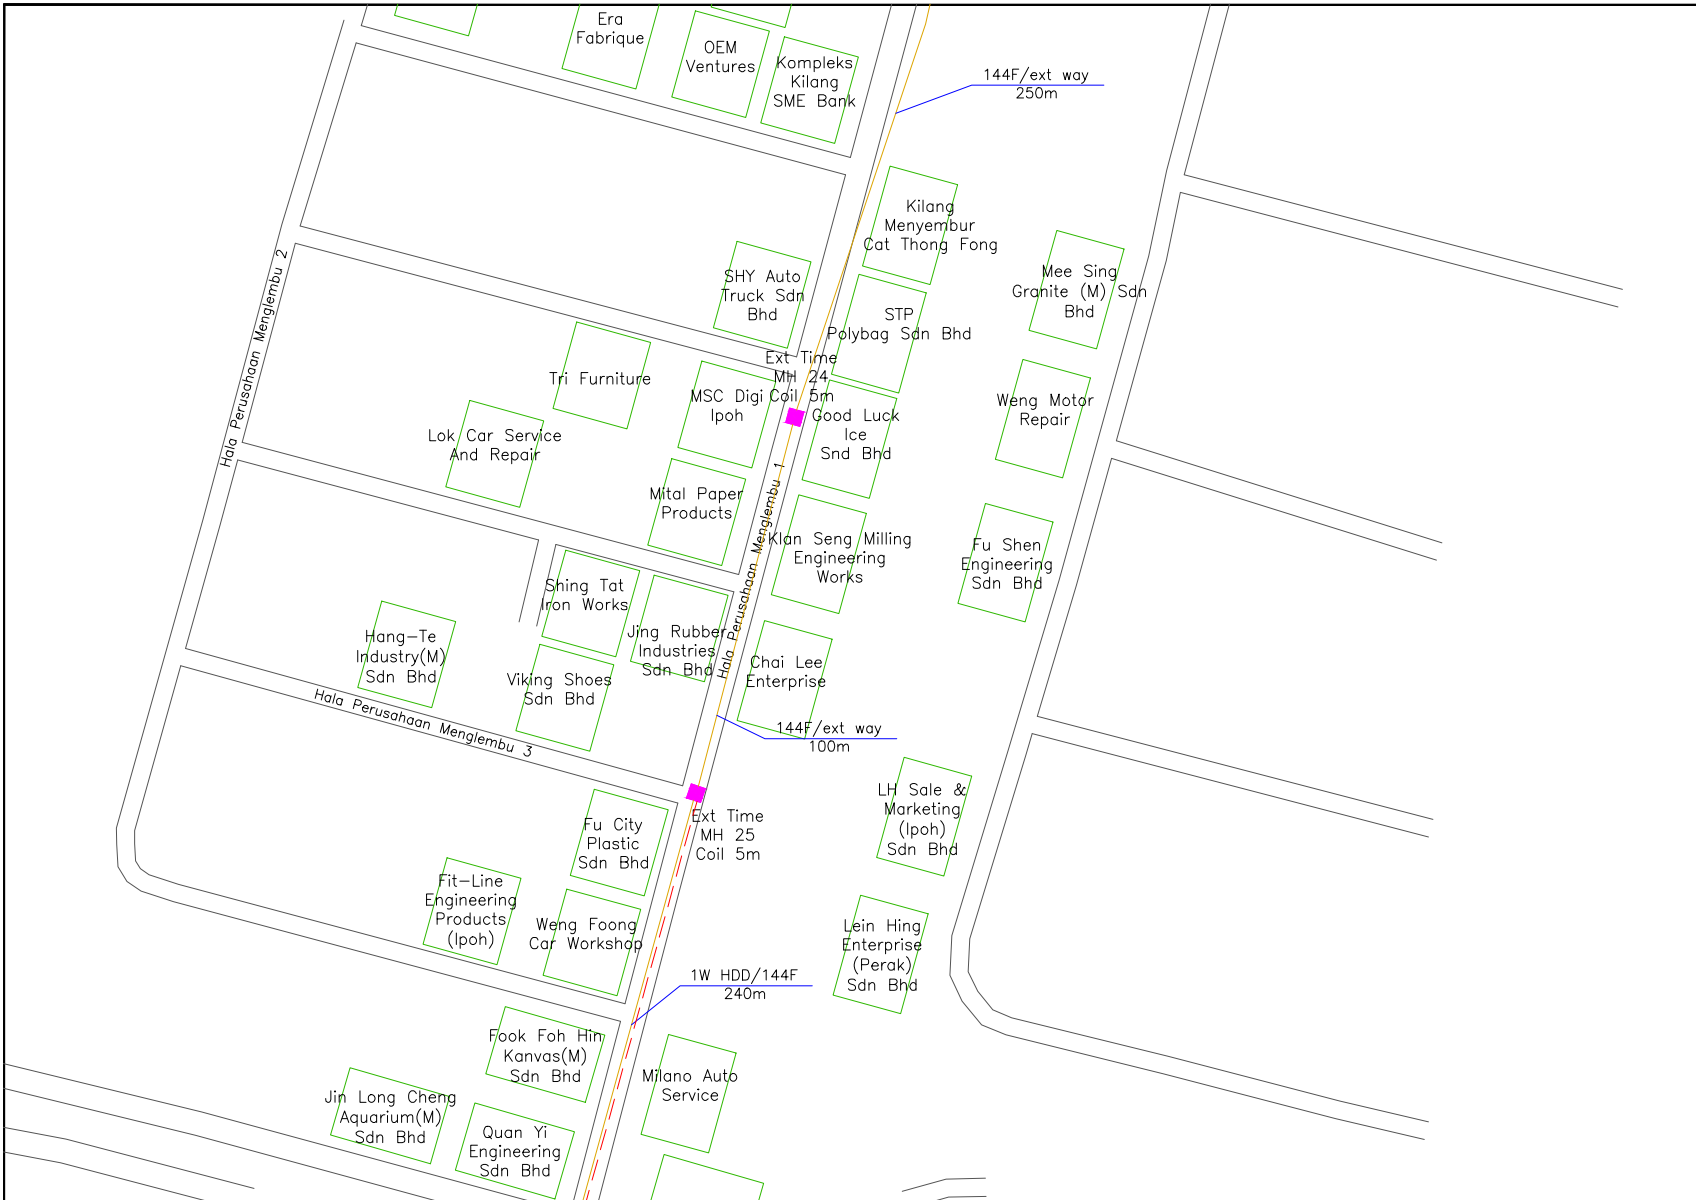 Era
Fabrique
OEM
Ventures
Kompleks
Kilang
SME Bank
144F/ext way
250m
Kilang
Menyembur
Cat Thong Fong
SHY Auto
Truck Sdn
Bhd
Mee Sing
Granite (M) Sdn
Bhd
STP
Polybag Sdn Bhd
Hala Perusahaan Menglembu 2
Tri Furniture
Ext Time
MH 24
Coil 5m
MSC Digi
Ipoh
Good Luck
Ice
Snd Bhd
Weng Motor
Repair
Lok Car Service
And Repair
Mital Paper
Products
Hala Perusahaan Menglembu 1
Klan Seng Milling
Engineering
Works
Fu Shen
Engineering
Sdn Bhd
Shing Tat
Iron Works
Jing Rubber
Industries
Sdn Bhd
Hang-Te
Industry(M)
Sdn Bhd
Viking Shoes
Sdn Bhd
Chai Lee
Enterprise
Hala Perusahaan Menglembu 3
144F/ext way
100m
LH Sale &
Marketing
(Ipoh)
Sdn Bhd
Ext Time
MH 25
Coil 5m
Fu City
Plastic
Sdn Bhd
Fit-Line
Engineering
Products
(Ipoh)
Weng Foong
Car Workshop
Lein Hing
Enterprise
(Perak)
Sdn Bhd
1W HDD/144F
240m
Fook Foh Hin
Kanvas(M)
Sdn Bhd
Milano Auto
Service
Jin Long Cheng
Aquarium(M)
Sdn Bhd
Quan Yi
Engineering
Sdn Bhd